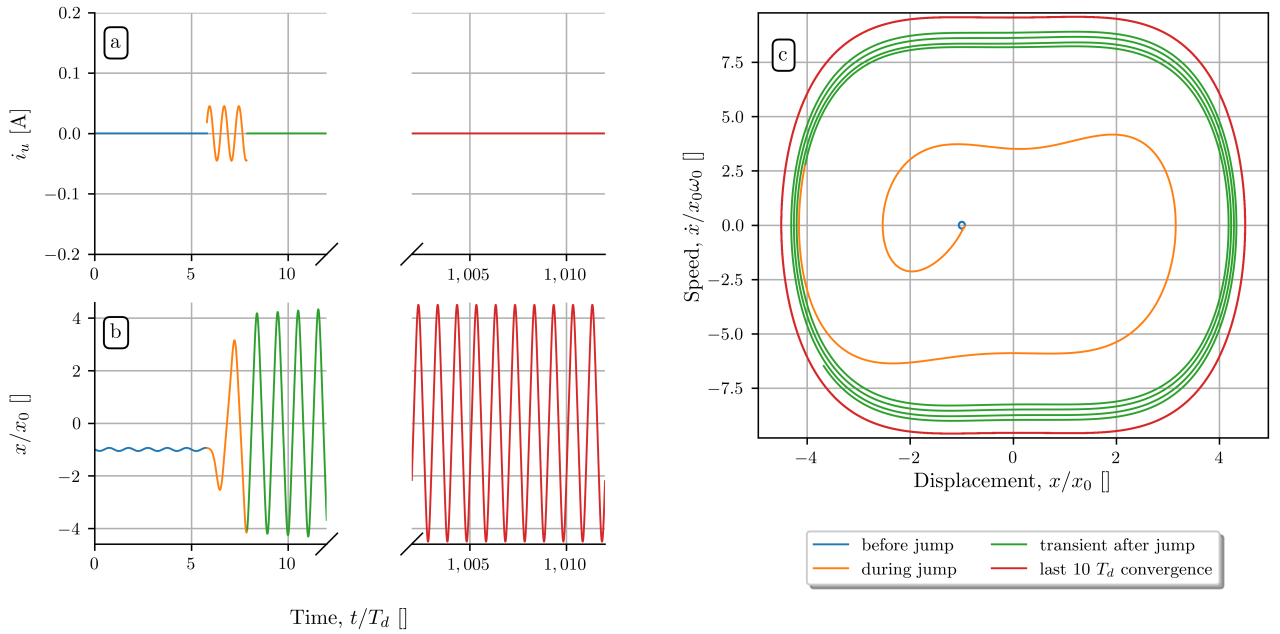 a
0.2
0.1
0.0
−0.1
−0.2
i_u [A]
0
5
10
1,005
1,010
b
4
2
0
−2
−4
x/x_0 []
0
5
10
1,005
1,010
Time, t/T_d []
c
7.5
5.0
2.5
0.0
−2.5
−5.0
−7.5
Speed, ẋ/x_0ω_0 []
−4
−2
0
2
4
Displacement, x/x_0 []
before jump
during jump
transient after jump
last 10 T_d convergence